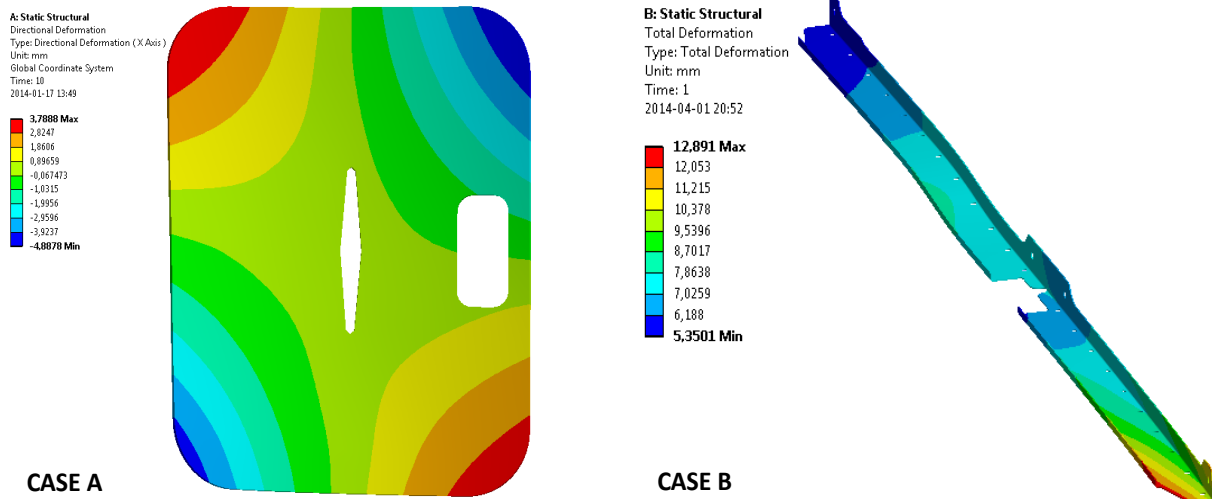 A: Static Structural
Directional Deformation
Type: Directional Deformation ( X Axis )
Unit: mm
Global Coordinate System
Time: 10
2014-01-17 13:49
3,7888 Max
2,8247
1,8606
0,89659
-0,067473
-1,0315
-1,9956
-2,9596
-3,9237
-4,8878 Min
CASE A
B: Static Structural
Total Deformation
Type: Total Deformation
Unit: mm
Time: 1
2014-04-01 20:52
12,891 Max
12,053
11,215
10,378
9,5396
8,7017
7,8638
7,0259
6,188
5,3501 Min
CASE B